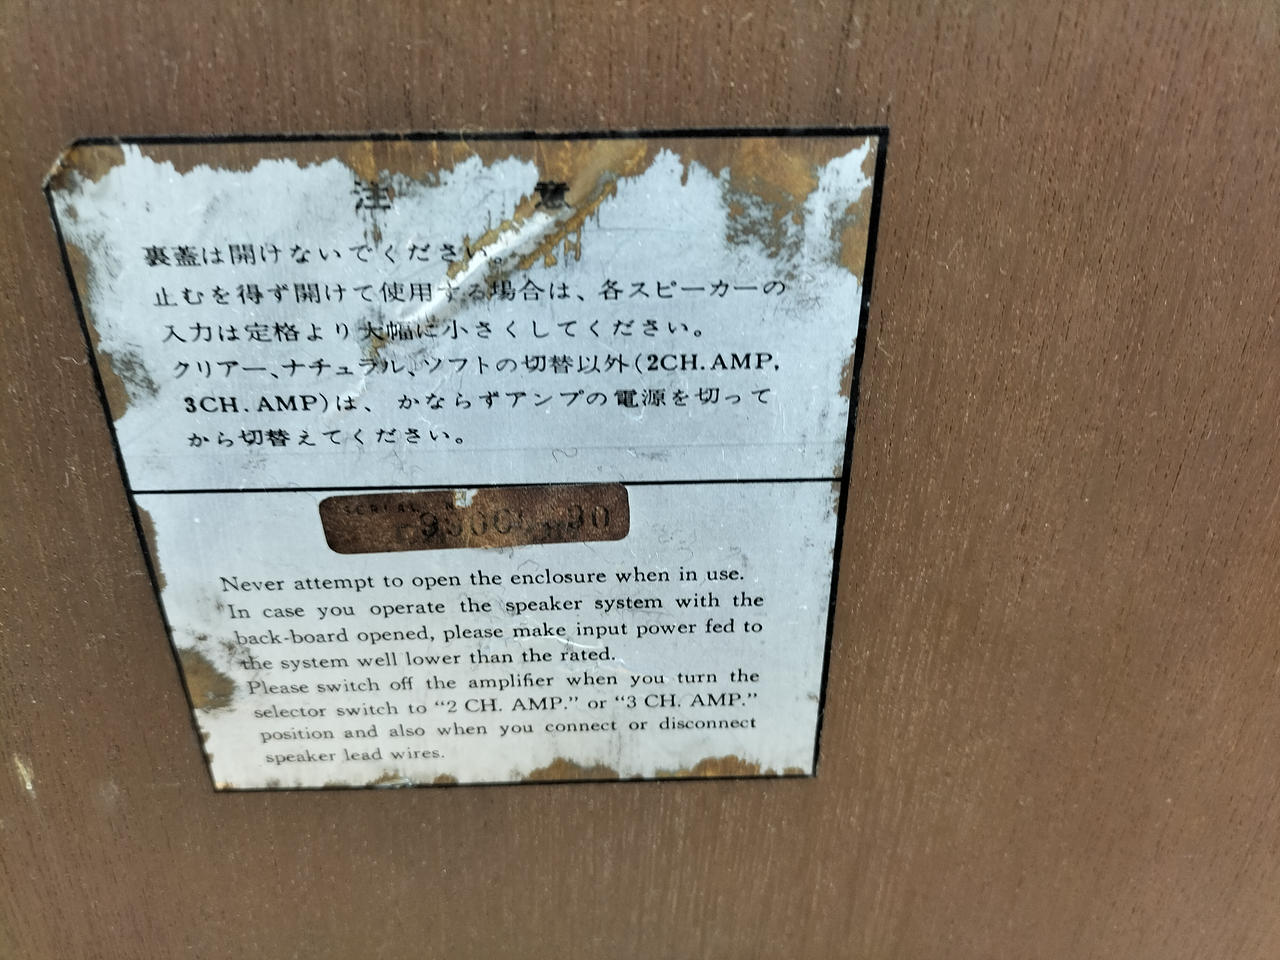 注 意
裏蓋は開けないでください。
止むを得ず開けて使用する場合は、各スピーカーの
入力は定格より大幅に小さくしてください。
クリアー、ナチュラル、ソフトの切替以外(2CH.AMP,
3CH.AMP)は、 かならずアンプの電源を切って
から切替えてください。
SERIAL
Never attempt to open the enclosure when in use.
In case you operate the speaker system with the
back-board opened, please make input power fed to
the system well lower than the rated.
Please switch off the amplifier when you turn the
selector switch to “2 CH. AMP.” or “3 CH. AMP.”
position and also when you connect or disconnect
speaker lead wires.